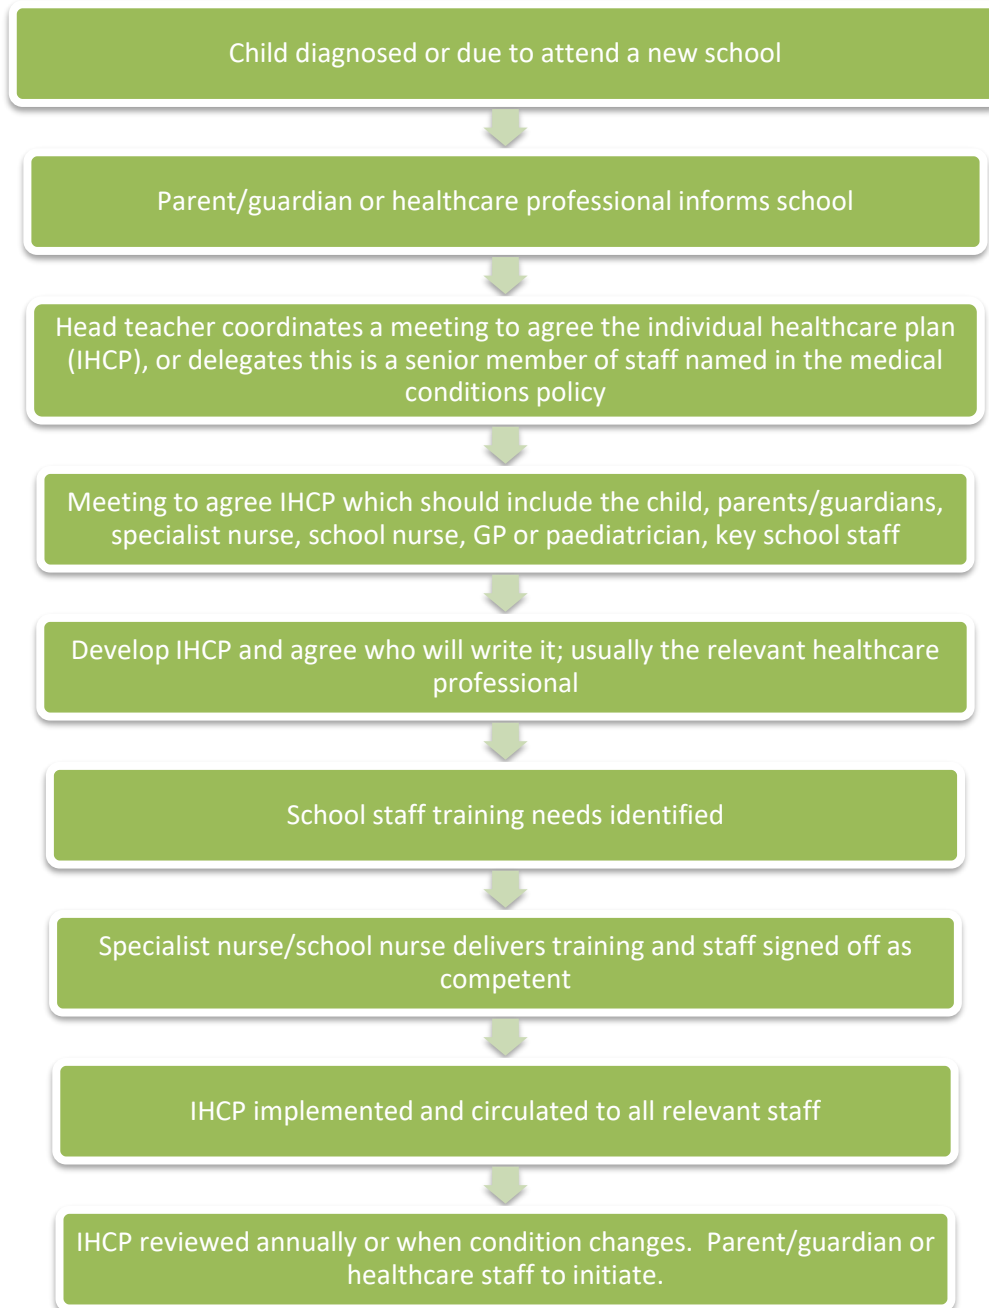 Child diagnosed or due to attend a new school
Parent/guardian or healthcare professional informs school
Head teacher coordinates a meeting to agree the individual healthcare plan
(IHCP), or delegates this is a senior member of staff named in the medical
conditions policy
Meeting to agree IHCP which should include the child, parents/guardians,
specialist nurse, school nurse, GP or paediatrician, key school staff
Develop IHCP and agree who will write it; usually the relevant healthcare
professional
School staff training needs identified
Specialist nurse/school nurse delivers training and staff signed off as
competent
IHCP implemented and circulated to all relevant staff
IHCP reviewed annually or when condition changes.  Parent/guardian or
healthcare staff to initiate.